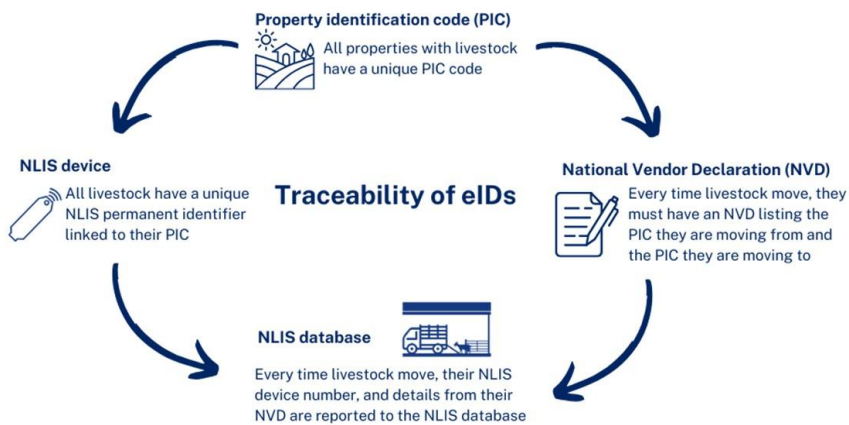 Property identification code (PIC)
All properties with livestock
have a unique PIC code
NLIS device
All livestock have a unique
NLIS permanent identifier
linked to their PIC
Traceability of eIDs
National Vendor Declaration (NVD)
Every time livestock move, they
must have an NVD listing the
PIC they are moving from and
the PIC they are moving to
NLIS database
Every time livestock move, their NLIS
device number, and details from their
NVD are reported to the NLIS database